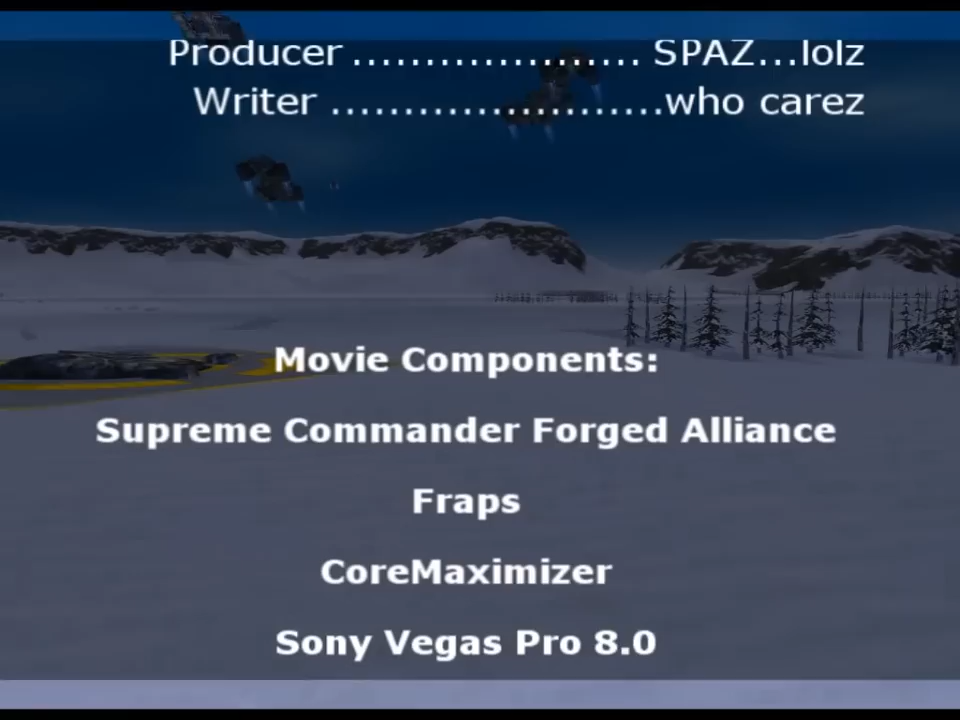 Producer .................... SPAZ...lolz
Writer .......................who carez
Movie Components:
Supreme Commander Forged Alliance
Fraps
CoreMaximizer
Sony Vegas Pro 8.0